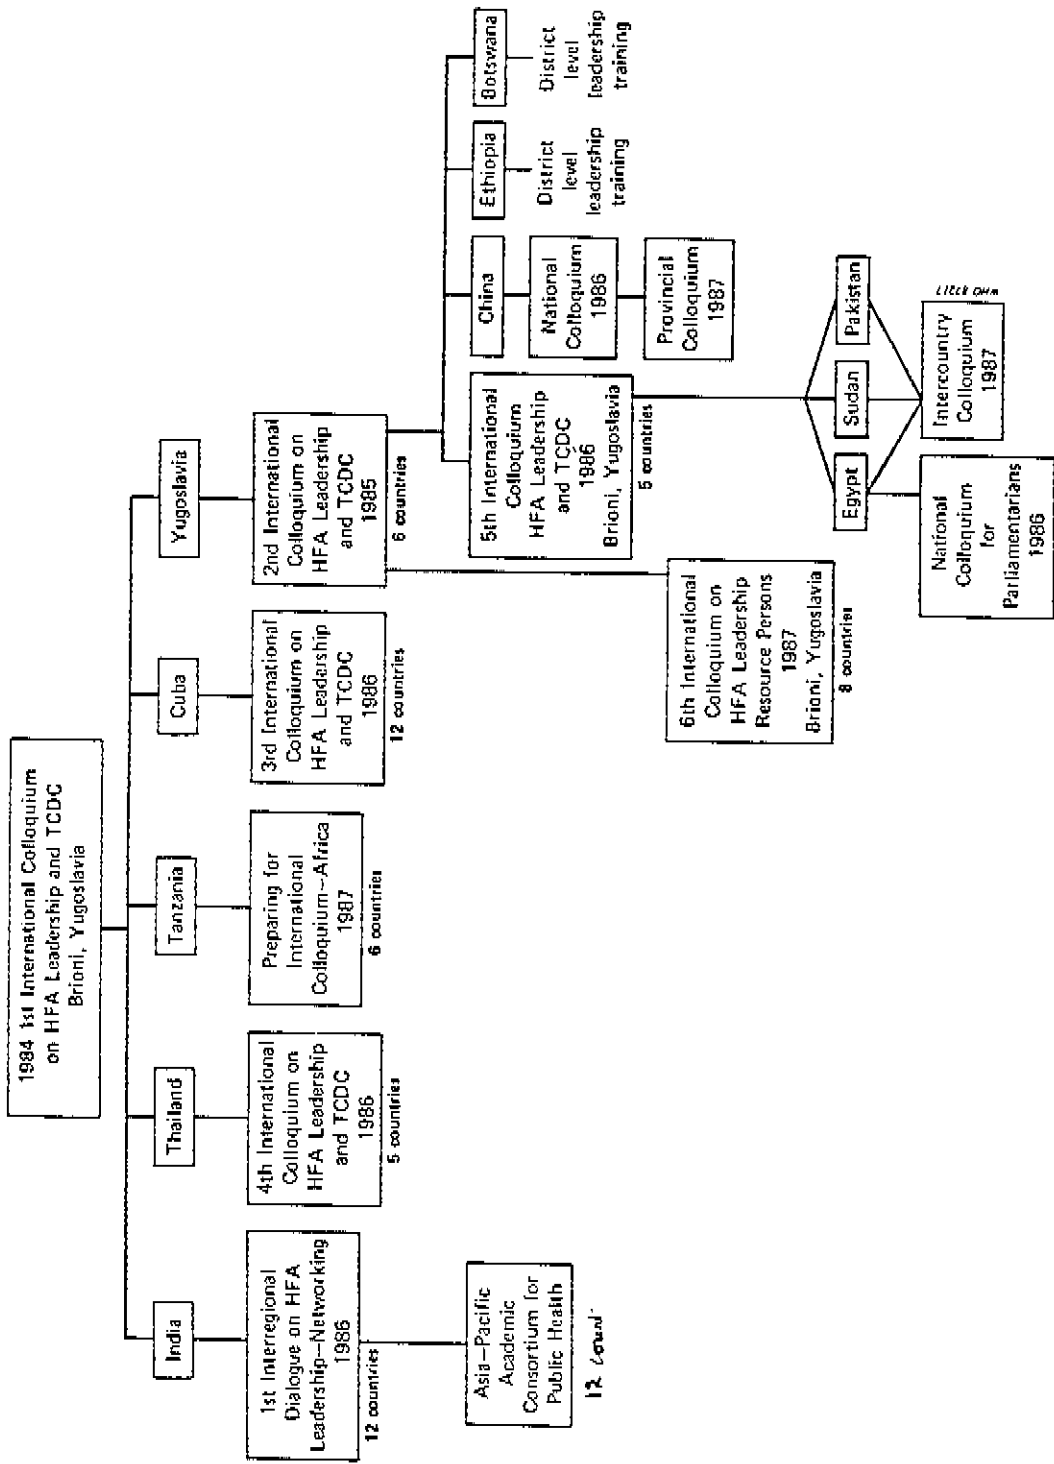 1984 1st International Colloquium
on HFA Leadership and TCDC
Brioni, Yugoslavia
India
Thailand
Tanzania
Cuba
Yugoslavia
1st Interregional
Dialogue on HFA
Leadership—Networking
1986
12 countries
4th International
Colloquium on
HFA Leadership
and TCDC
1986
5 countries
Preparing for
International
Colloquium—Africa
1987
6 countries
3rd International
Colloquium on
HFA Leadership
and TCDC
1986
12 countries
2nd International
Colloquium on
HFA Leadership
and TCDC
1985
6 countries
Asia—Pacific
Academic
Consortium for
Public Health
12
5th International
Colloquium
HFA Leadership
and TCDC
1986
Brioni, Yugoslavia
5 countries
China
National
Colloquium
1986
Provincial
Colloquium
1987
Ethiopia
District
level
leadership
training
Botswana
District
level
leadership
training
6th International
Colloquium on
HFA Leadership
Resource Persons
1987
Brioni, Yugoslavia
8 countries
Egypt
Sudan
Pakistan
National
Colloquium
for
Parliamentarians
1986
Intercountry
Colloquium
1987